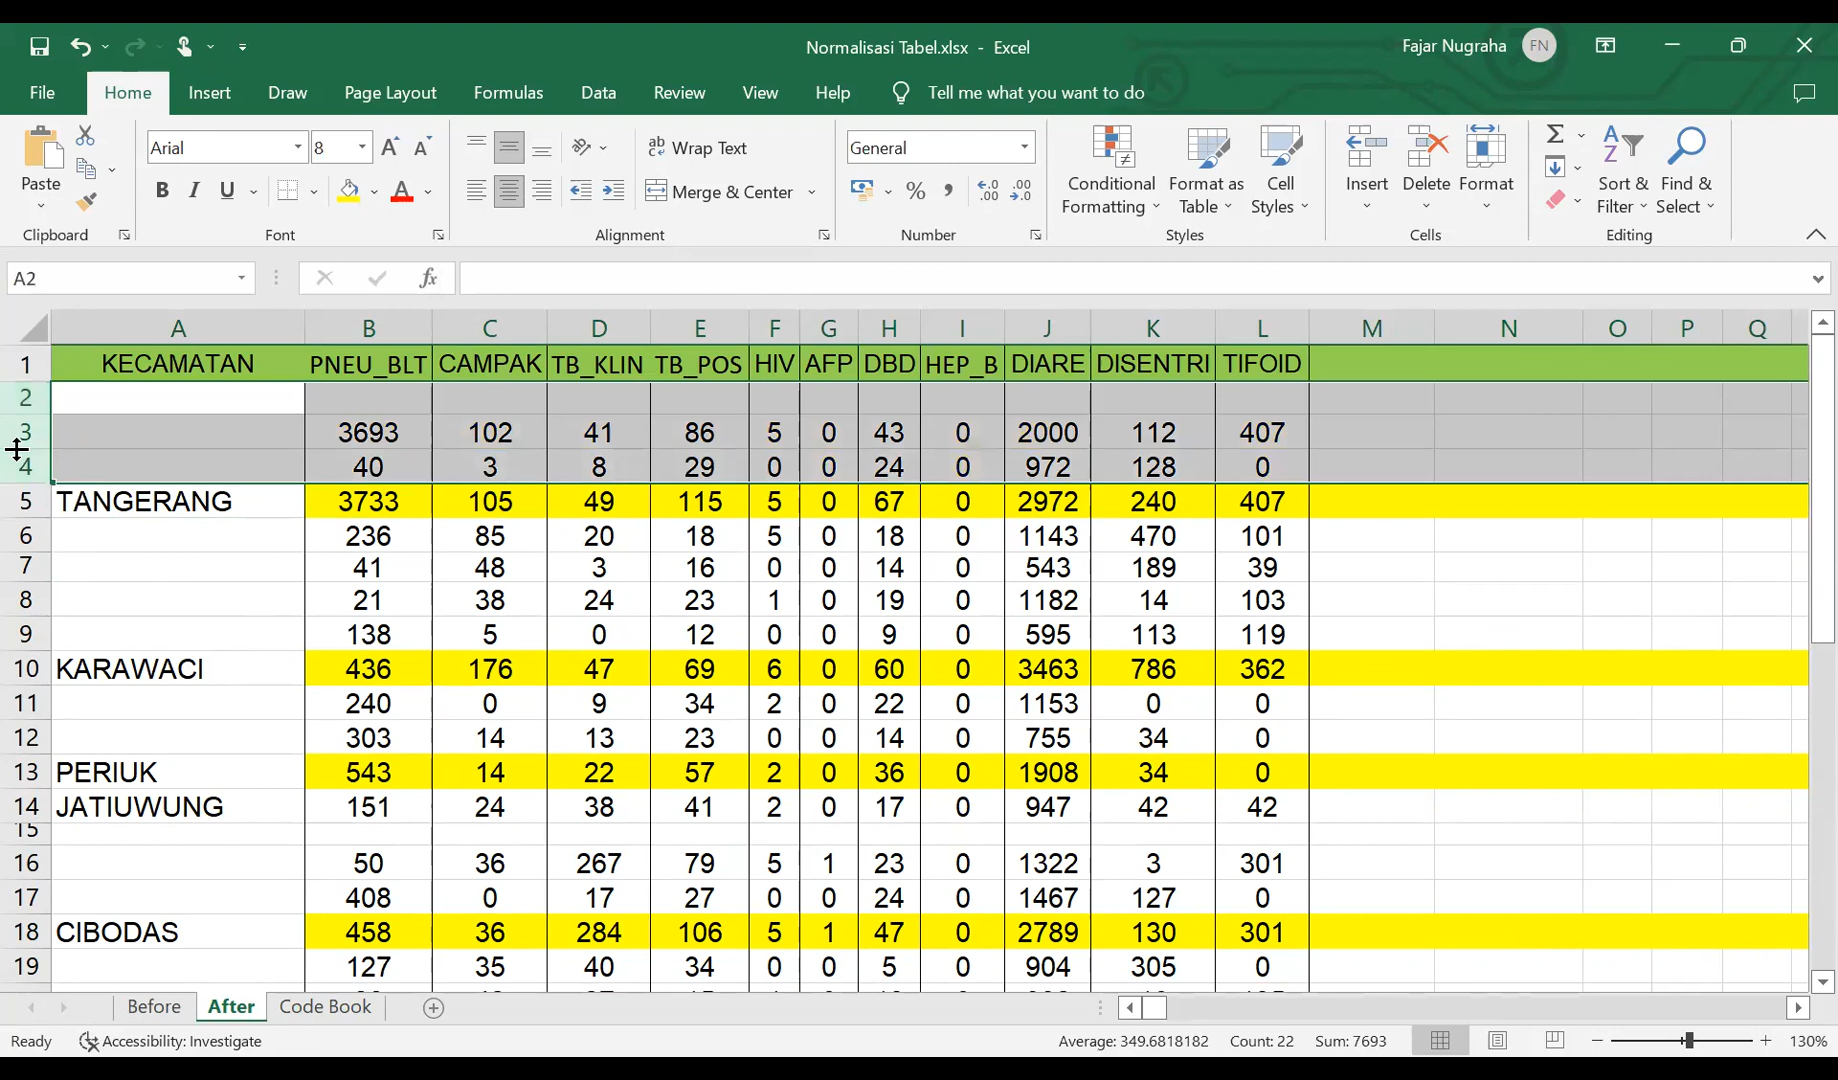 Normalisasi Tabel.xlsx - Excel
Fajar Nugraha FN
File Home Insert Draw Page Layout Formulas Data Review View Help Tell me what you want to do
Arial 8 Wrap Text General
Paste B I U Merge & Center % Conditional Formatting Format as Table Cell Styles Insert Delete Format Sort & Filter Find & Select
Clipboard Font Alignment Number Styles Cells Editing
A2 fx
A B C D E F G H I J K L M N O P Q
1 KECAMATAN PNEU_BLT CAMPAK TB_KLIN TB_POS HIV AFP DBD HEP_B DIARE DISENTRI TIFOID
2
3 3693 102 41 86 5 0 43 0 2000 112 407
4 40 3 8 29 0 0 24 0 972 128 0
5 TANGERANG 3733 105 49 115 5 0 67 0 2972 240 407
6 236 85 20 18 5 0 18 0 1143 470 101
7 41 48 3 16 0 0 14 0 543 189 39
8 21 38 24 23 1 0 19 0 1182 14 103
9 138 5 0 12 0 0 9 0 595 113 119
10 KARAWACI 436 176 47 69 6 0 60 0 3463 786 362
11 240 0 9 34 2 0 22 0 1153 0 0
12 303 14 13 23 0 0 14 0 755 34 0
13 PERIUK 543 14 22 57 2 0 36 0 1908 34 0
14 JATIUWUNG 151 24 38 41 2 0 17 0 947 42 42
15
16 50 36 267 79 5 1 23 0 1322 3 301
17 408 0 17 27 0 0 24 0 1467 127 0
18 CIBODAS 458 36 284 106 5 1 47 0 2789 130 301
19 127 35 40 34 0 0 5 0 904 305 0
Before After Code Book
Ready Accessibility: Investigate Average: 349.6818182 Count: 22 Sum: 7693 130%